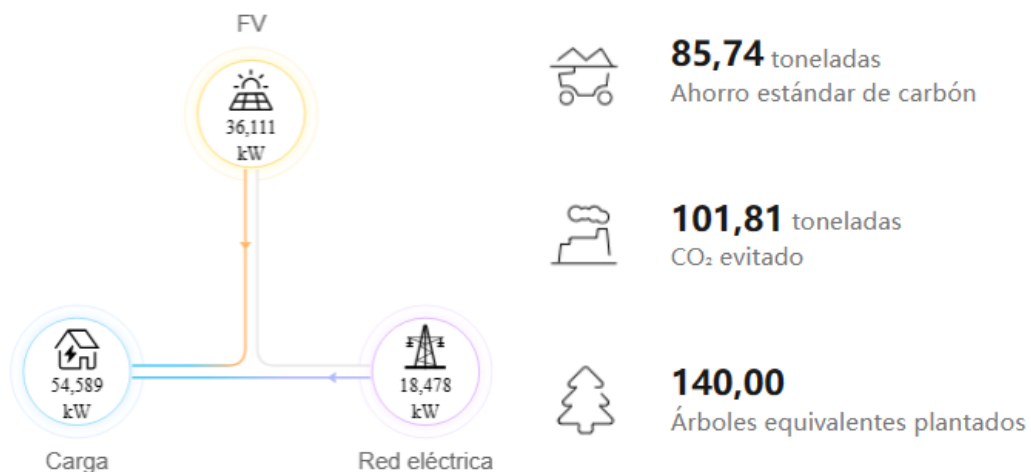 FV
36,111
kW
54,589
kW
Carga
18,478
kW
Red eléctrica
85,74 toneladas
Ahorro estándar de carbón
101,81 toneladas
CO₂ evitado
140,00
Árboles equivalentes plantados